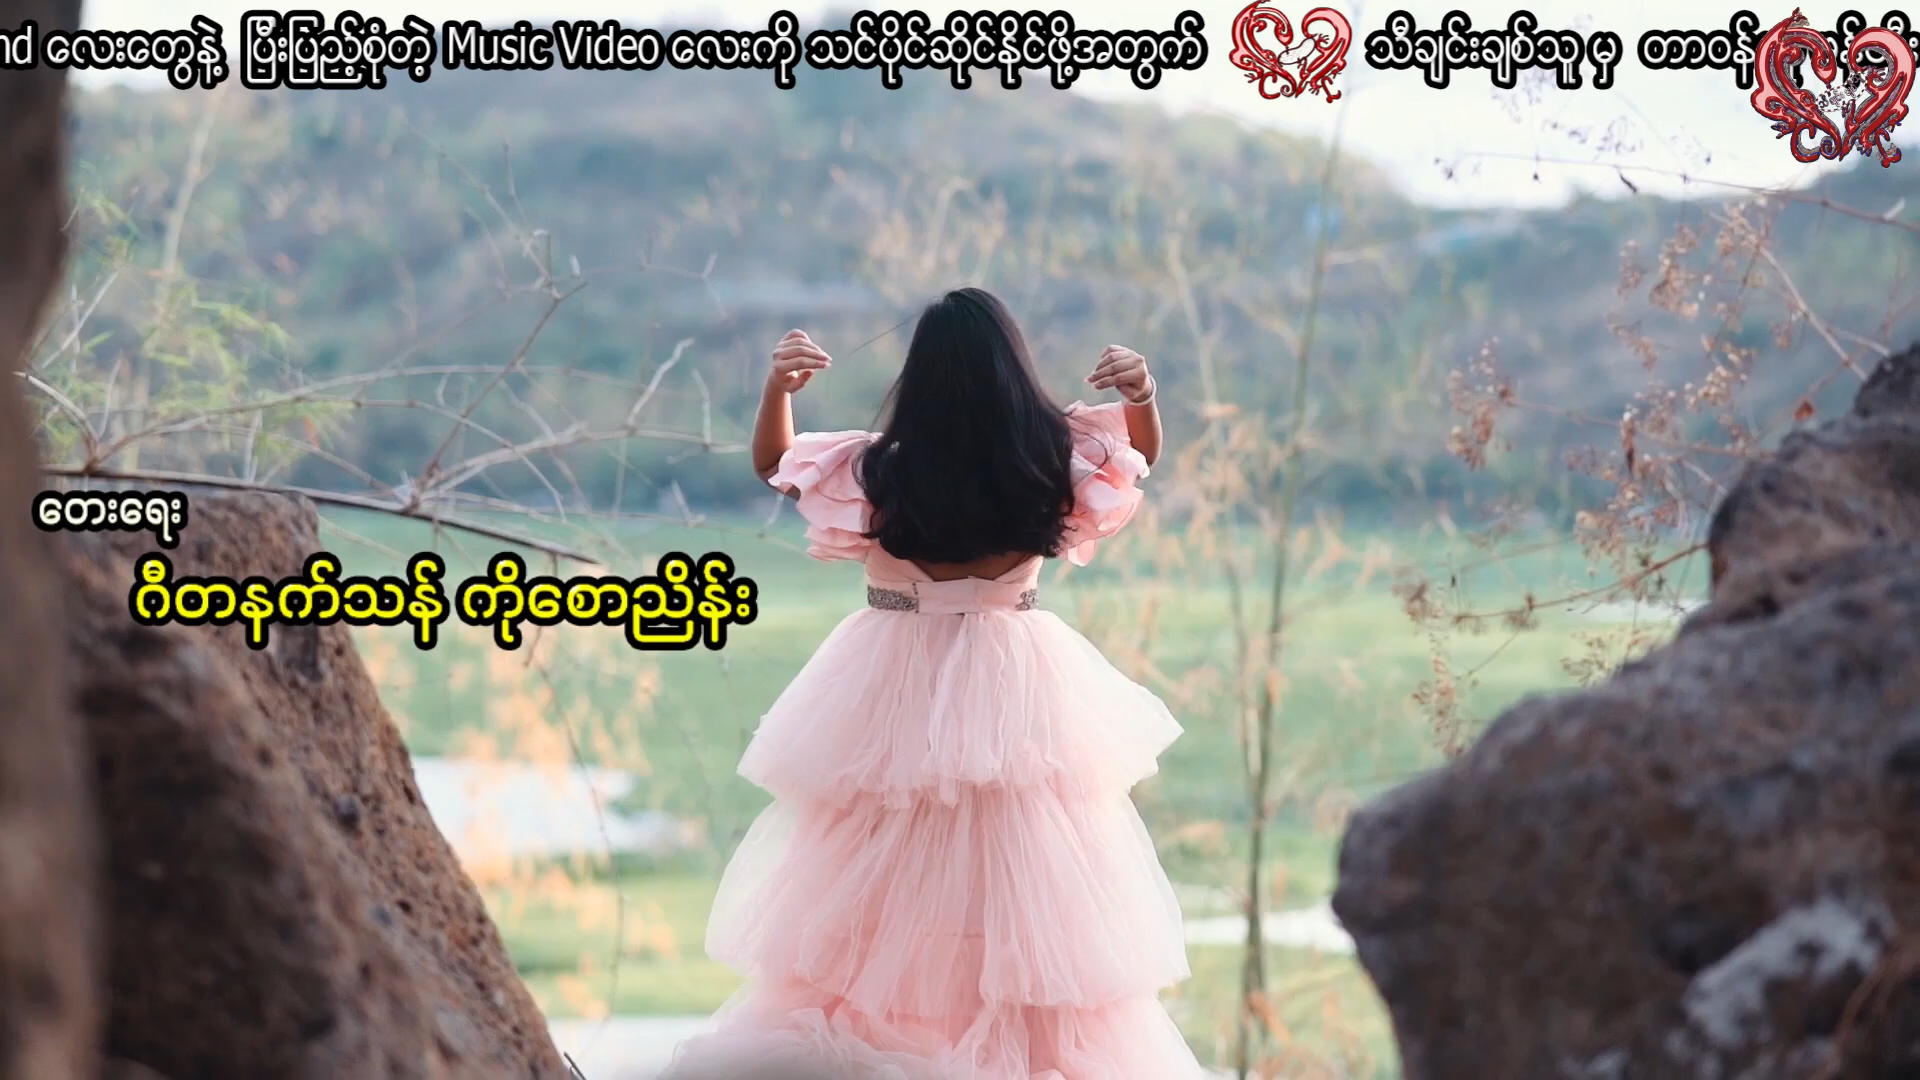 nd လေးတွေနဲ့ ပြီးပြည့်စုံတဲ့ Music Video လေးကို သင်ပိုင်ဆိုင်နိုင်ဖို့အတွက် သီချင်းချစ်သူ မှ တာဝန်
တေးရေး
ဂီတနက်သန် ကိုစောညိန်း